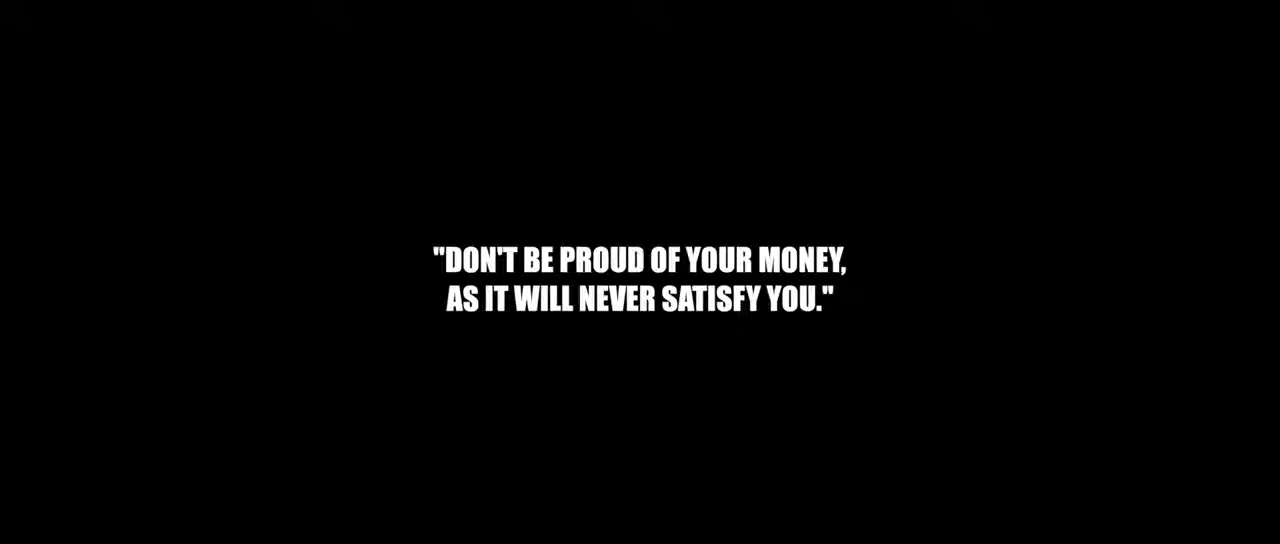 "DON'T BE PROUD OF YOUR MONEY,
AS IT WILL NEVER SATISFY YOU."